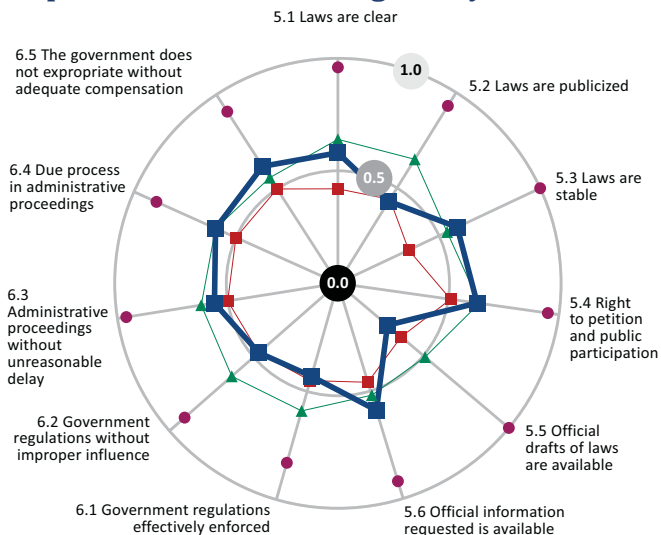 5.1 Laws are clear
1.0
5.2 Laws are publicized
5.3 Laws are
stable
5.4 Right
to petition
and public
participation
5.5 Official
drafts of laws
are available
5.6 Official information
requested is available
6.1 Government regulations
effectively enforced
6.2 Government
regulations without
improper influence
6.3
Administrative
proceedings
without
unreasonable
delay
6.4 Due process
in administrative
proceedings
6.5 The government does
not expropriate without
adequate compensation
0.5
0.0